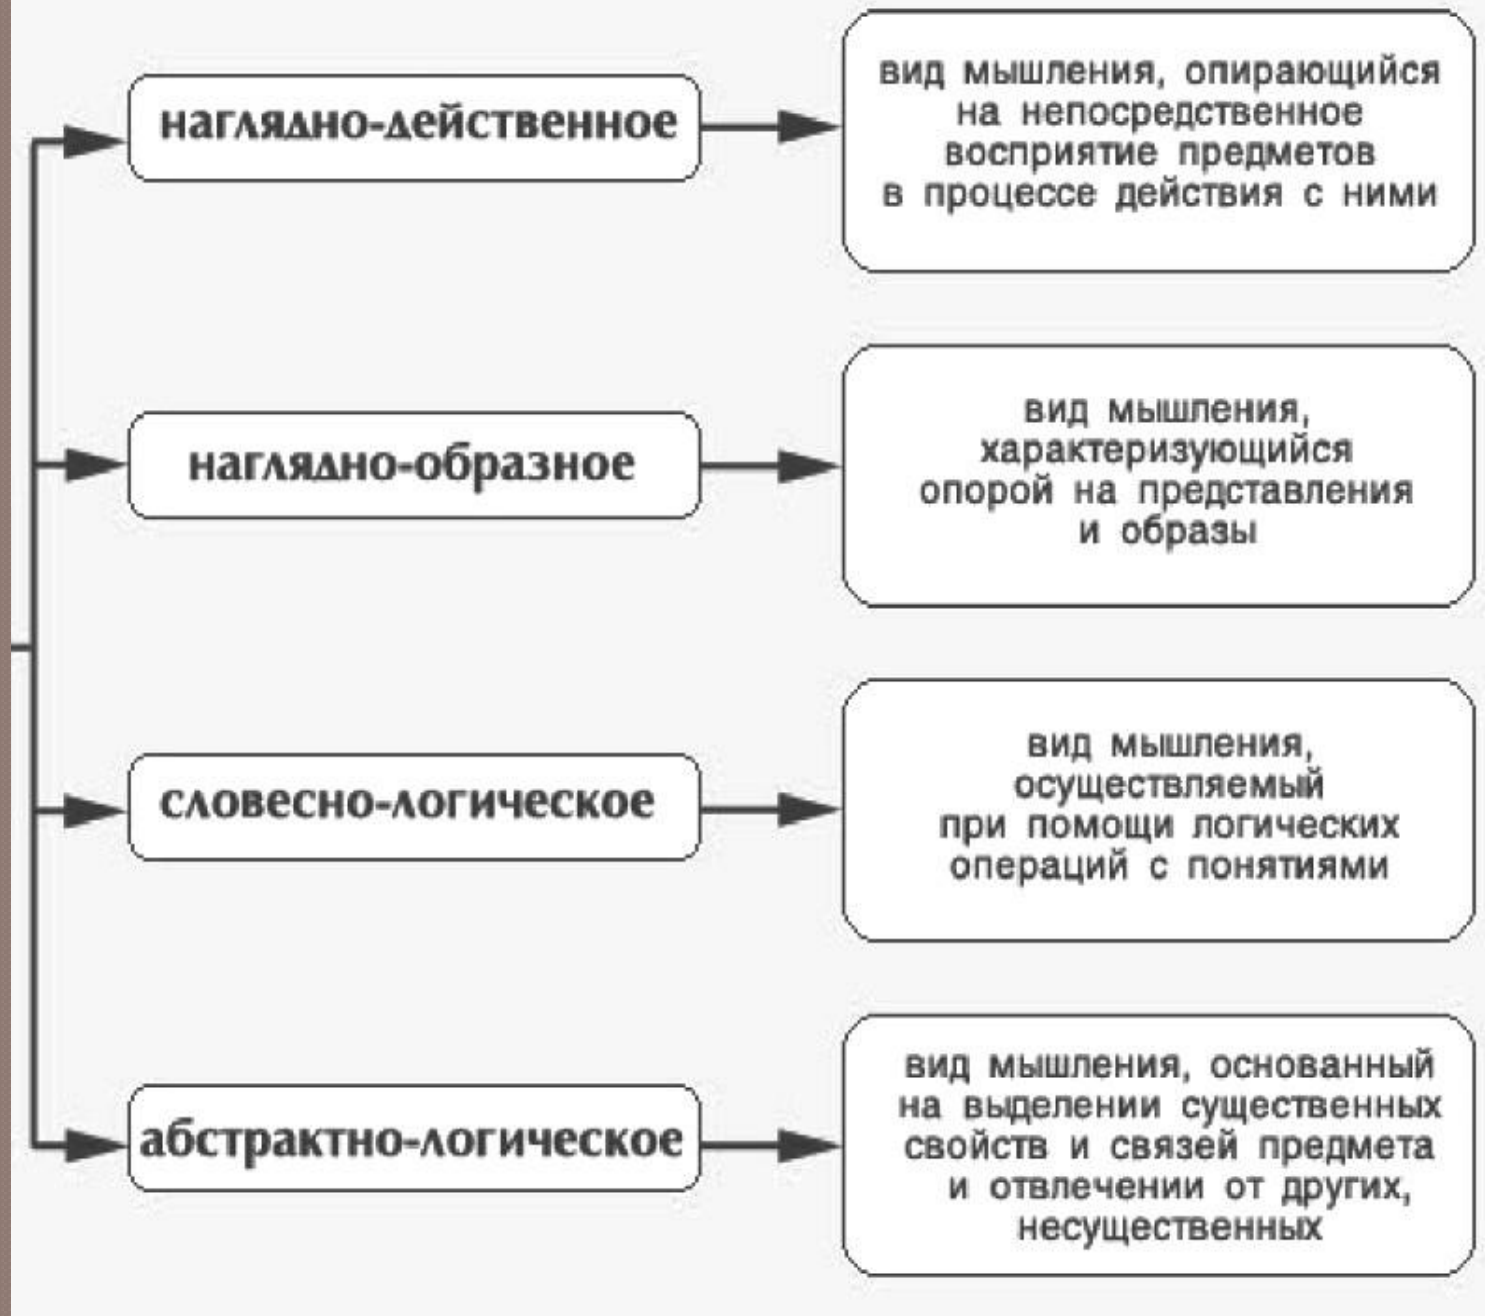 наглядно-действенное
вид мышления, опирающийся
на непосредственное
восприятие предметов
в процессе действия с ними
наглядно-образное
вид мышления,
характеризующийся
опорой на представления
и образы
словесно-логическое
вид мышления,
осуществляемый
при помощи логических
операций с понятиями
абстрактно-логическое
вид мышления, основанный
на выделении существенных
свойств и связей предмета
и отвлечении от других,
несущественных